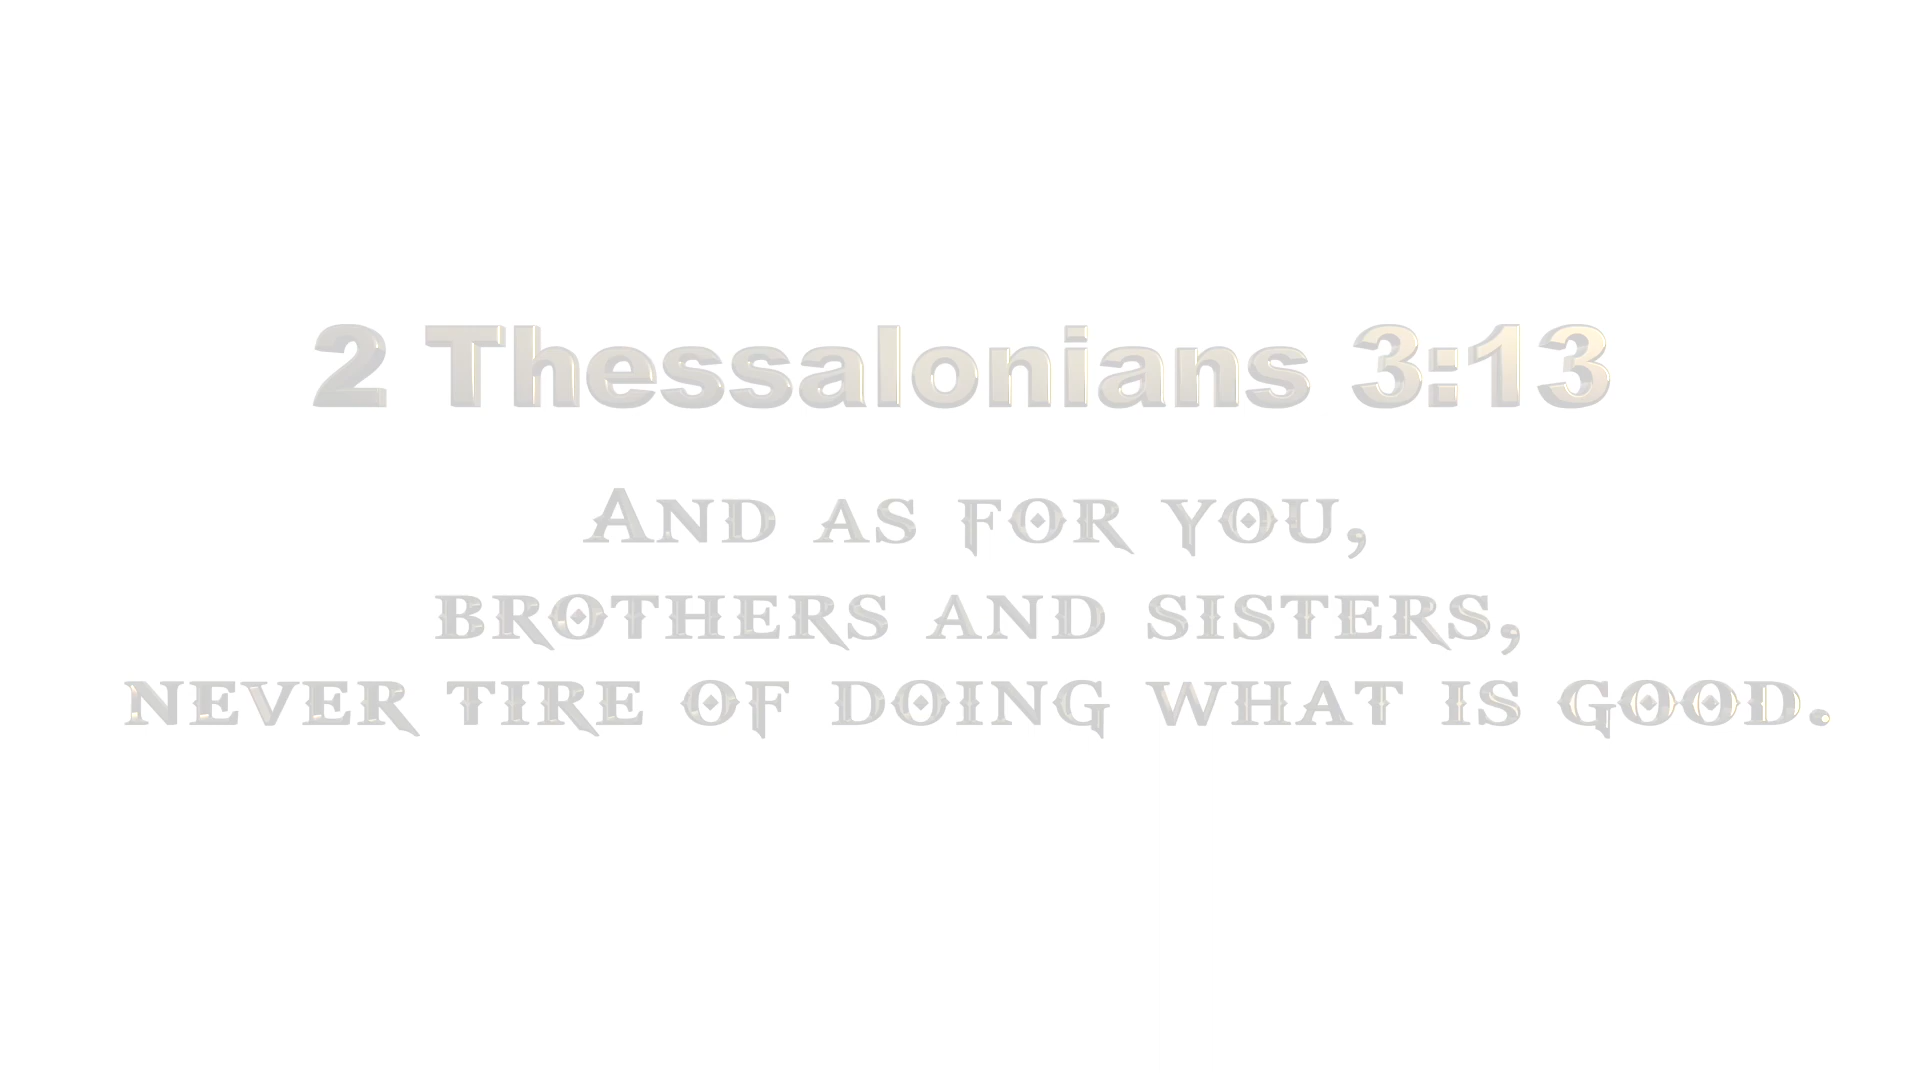 2 Thessalonians 3:13
And as for you,
brothers and sisters,
never tire of doing what is good.